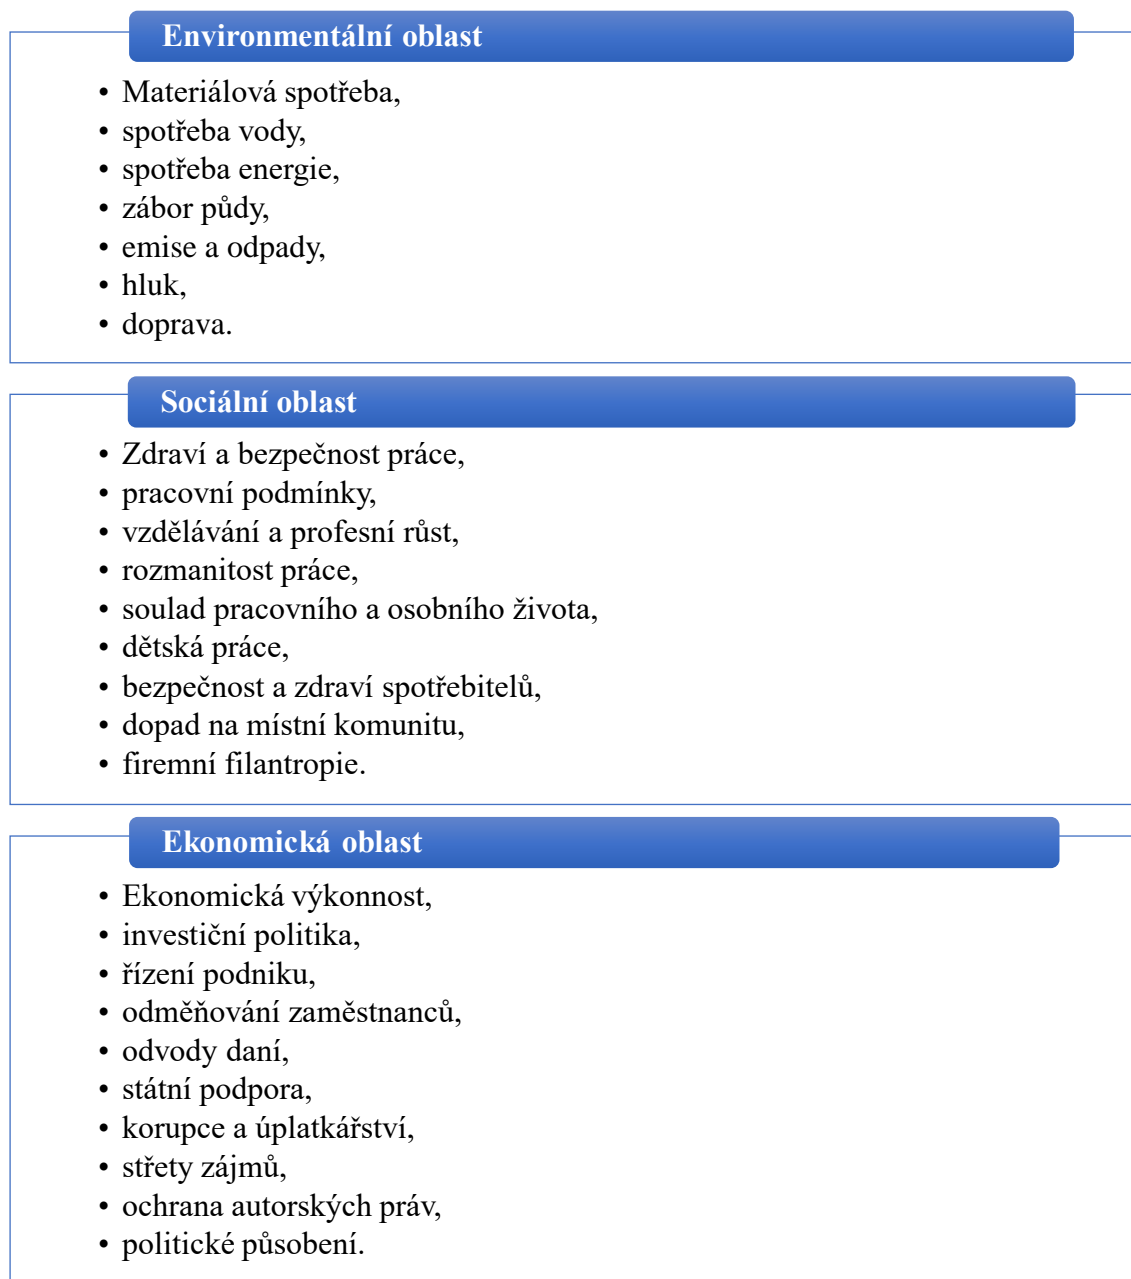 Environmentální oblast
• Materiálová spotřeba,
• spotřeba vody,
• spotřeba energie,
• zábor půdy,
• emise a odpady,
• hluk,
• doprava.
Sociální oblast
• Zdraví a bezpečnost práce,
• pracovní podmínky,
• vzdělávání a profesní růst,
• rozmanitost práce,
• soulad pracovního a osobního života,
• dětská práce,
• bezpečnost a zdraví spotřebitelů,
• dopad na místní komunitu,
• firemní filantropie.
Ekonomická oblast
• Ekonomická výkonnost,
• investiční politika,
• řízení podniku,
• odměňování zaměstnanců,
• odvody daní,
• státní podpora,
• korupce a úplatkářství,
• střety zájmů,
• ochrana autorských práv,
• politické působení.